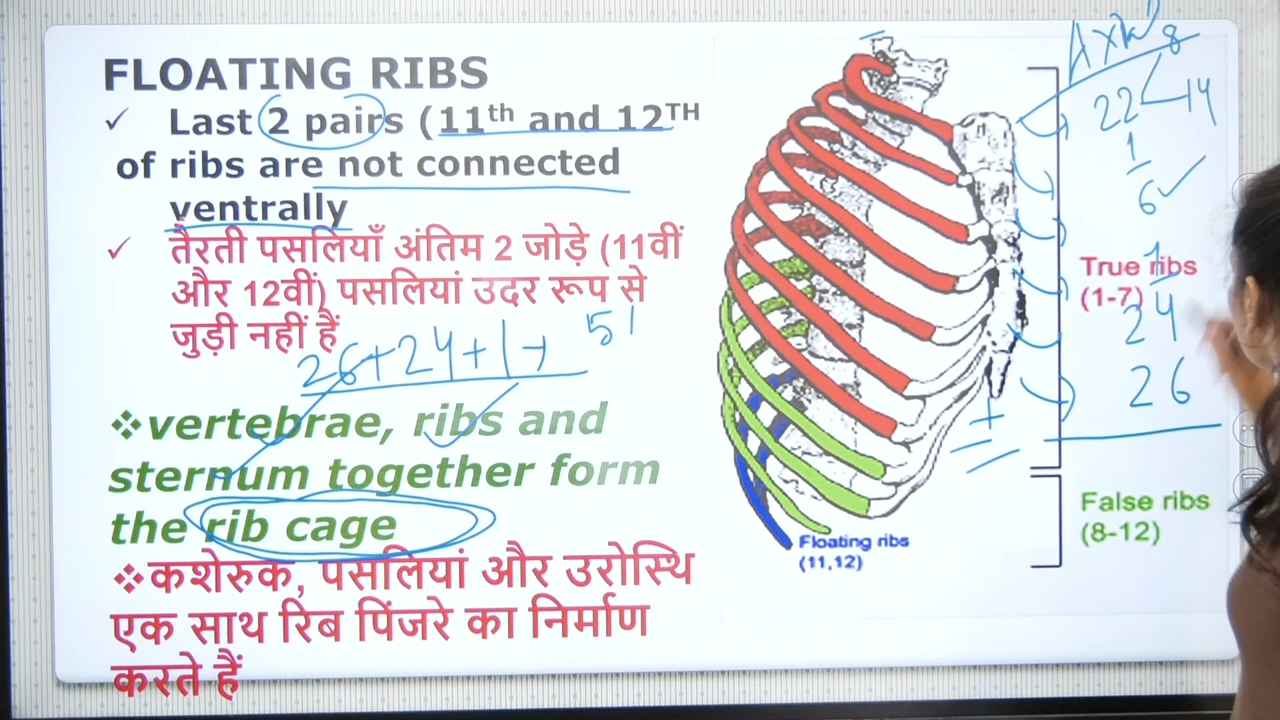 FLOATING RIBS
✓ Last 2 pairs (11th and 12TH
of ribs are not connected
ventrally
✓ तैरती पसलियाँ अंतिम 2 जोड़े (11वीं
और 12वीं) पसलियां उदर रूप से
जुड़ी नहीं हैं
26+24+1→ 51
❖vertebrae, ribs and
sternum together form
the rib cage
❖कशेरुक, पसलियां और उरोस्थि
एक साथ रिब पिंजरे का निर्माण
करते हैं
8
22 14
1
6 ✓
1
24
26
True ribs
(1-7)
False ribs
(8-12)
Floating ribs
(11,12)